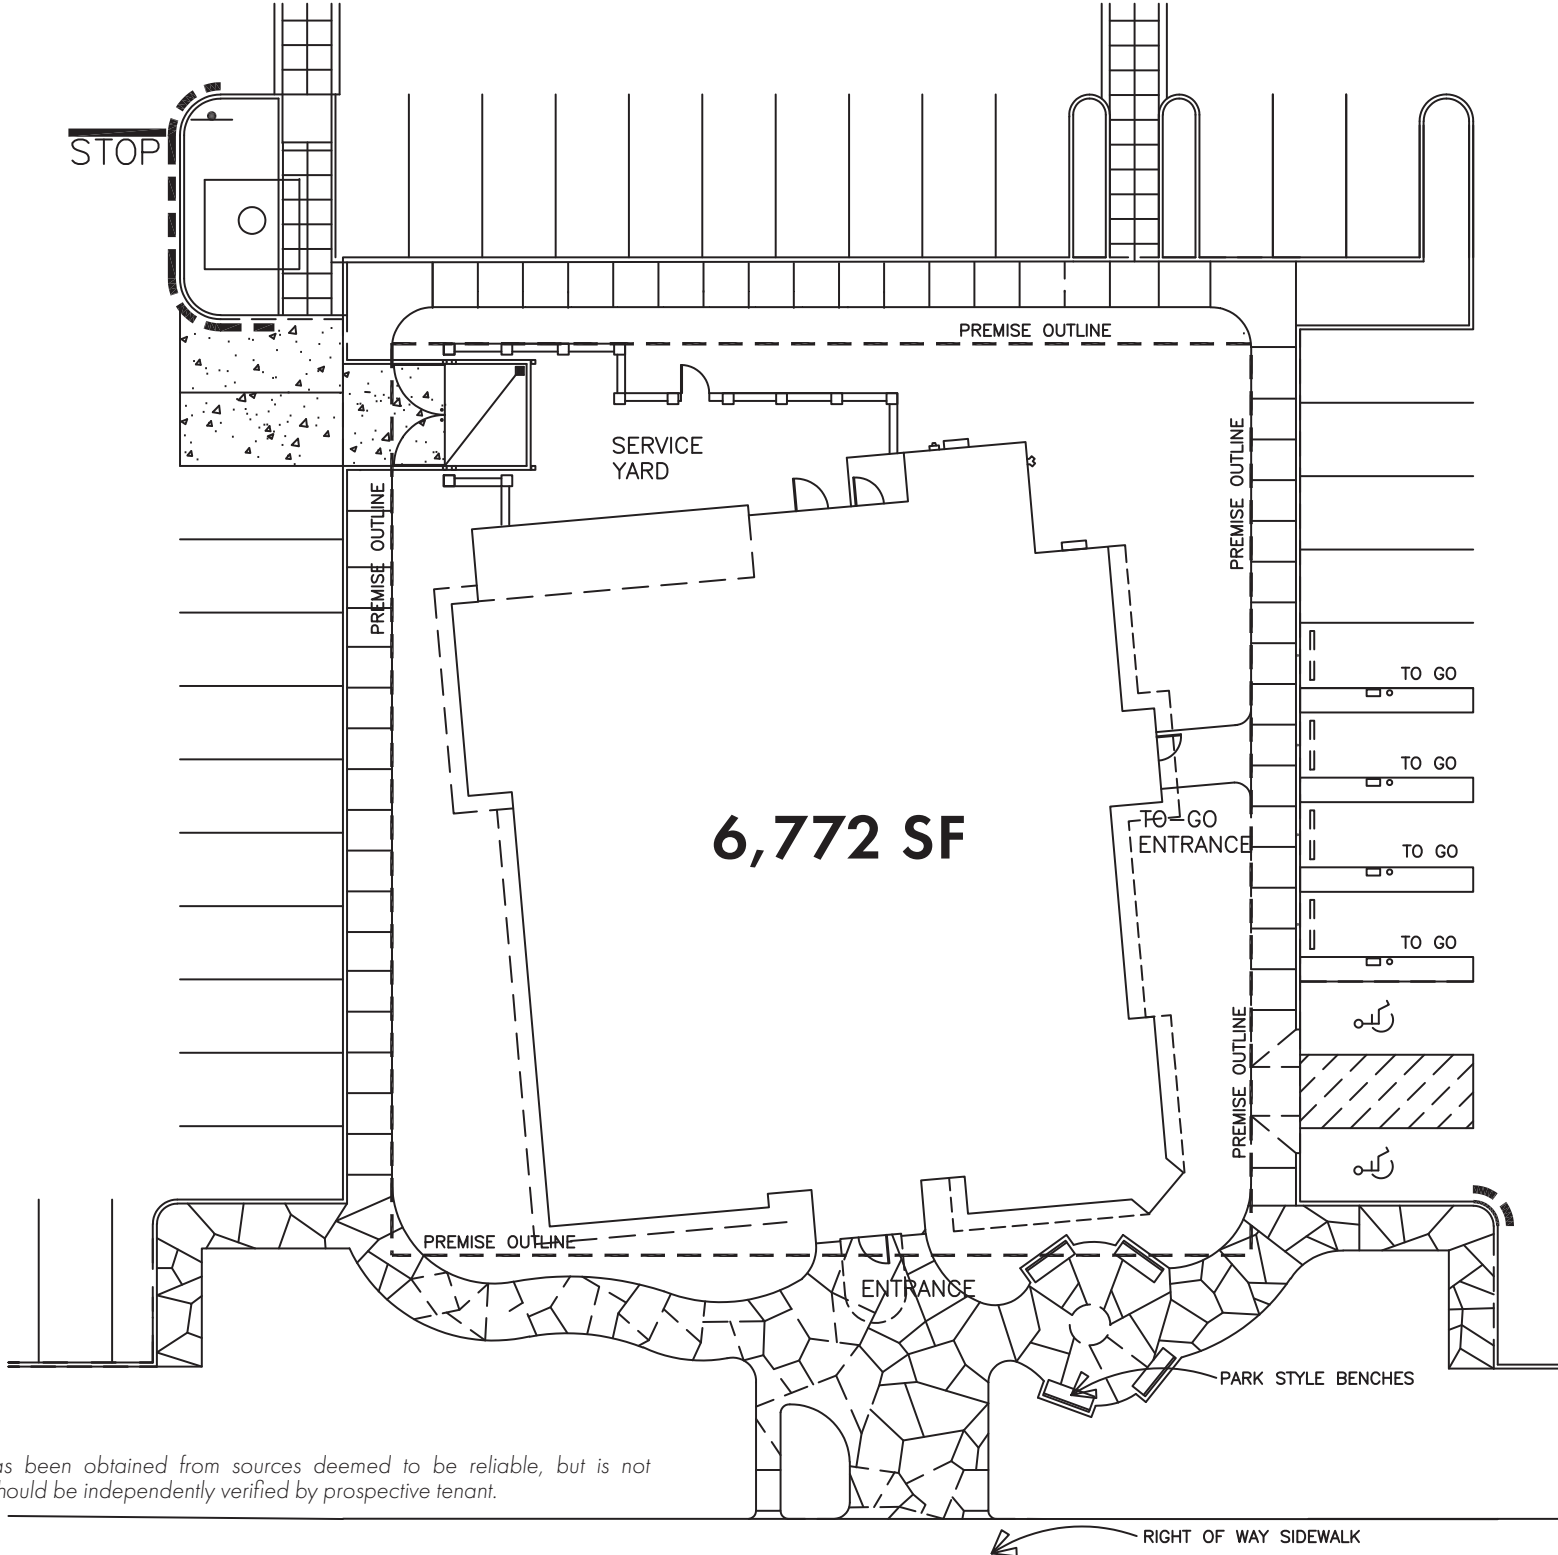 STOP
PREMISE OUTLINE
SERVICE
YARD
PREMISE OUTLINE
PREMISE OUTLINE
TO GO
TO GO
6,772 SF
TO-GO
ENTRANCE
TO GO
TO GO
PREMISE OUTLINE
PREMISE OUTLINE
ENTRANCE
PARK STYLE BENCHES
been obtained from sources deemed to be reliable, but is not
should be independently verified by prospective tenant.
RIGHT OF WAY SIDEWALK